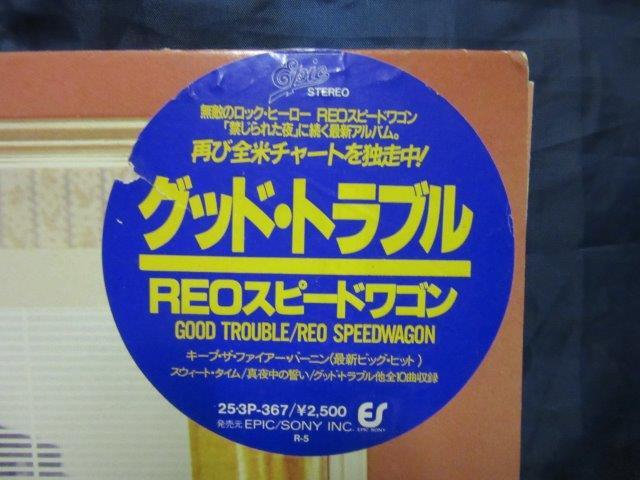 Epic
STEREO
無敵のロック・ヒーロー REOスピードワゴン
「禁じられた夜」に続く最新アルバム。
再び全米チャートを独走中!
グッド・トラブル
REOスピードワゴン
GOOD TROUBLE/REO SPEEDWAGON
キープ・ザ・ファイアー・バーニン(最新ビッグ・ヒット)
スウィート・タイム/真夜中の誓い/グッド・トラブル他全10曲収録
25·3P-367/¥2,500
発売元 EPIC/SONY INC.
ES
EPIC SONY
R-5